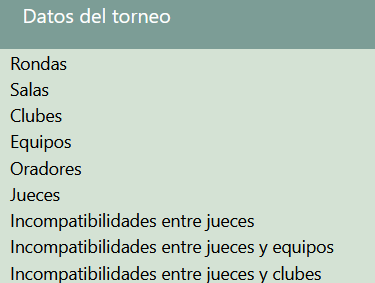 Datos del torneo
Rondas
Salas
Clubes
Equipos
Oradores
Jueces
Incompatibilidades entre jueces
Incompatibilidades entre jueces y equipos
Incompatibilidades entre jueces y clubes